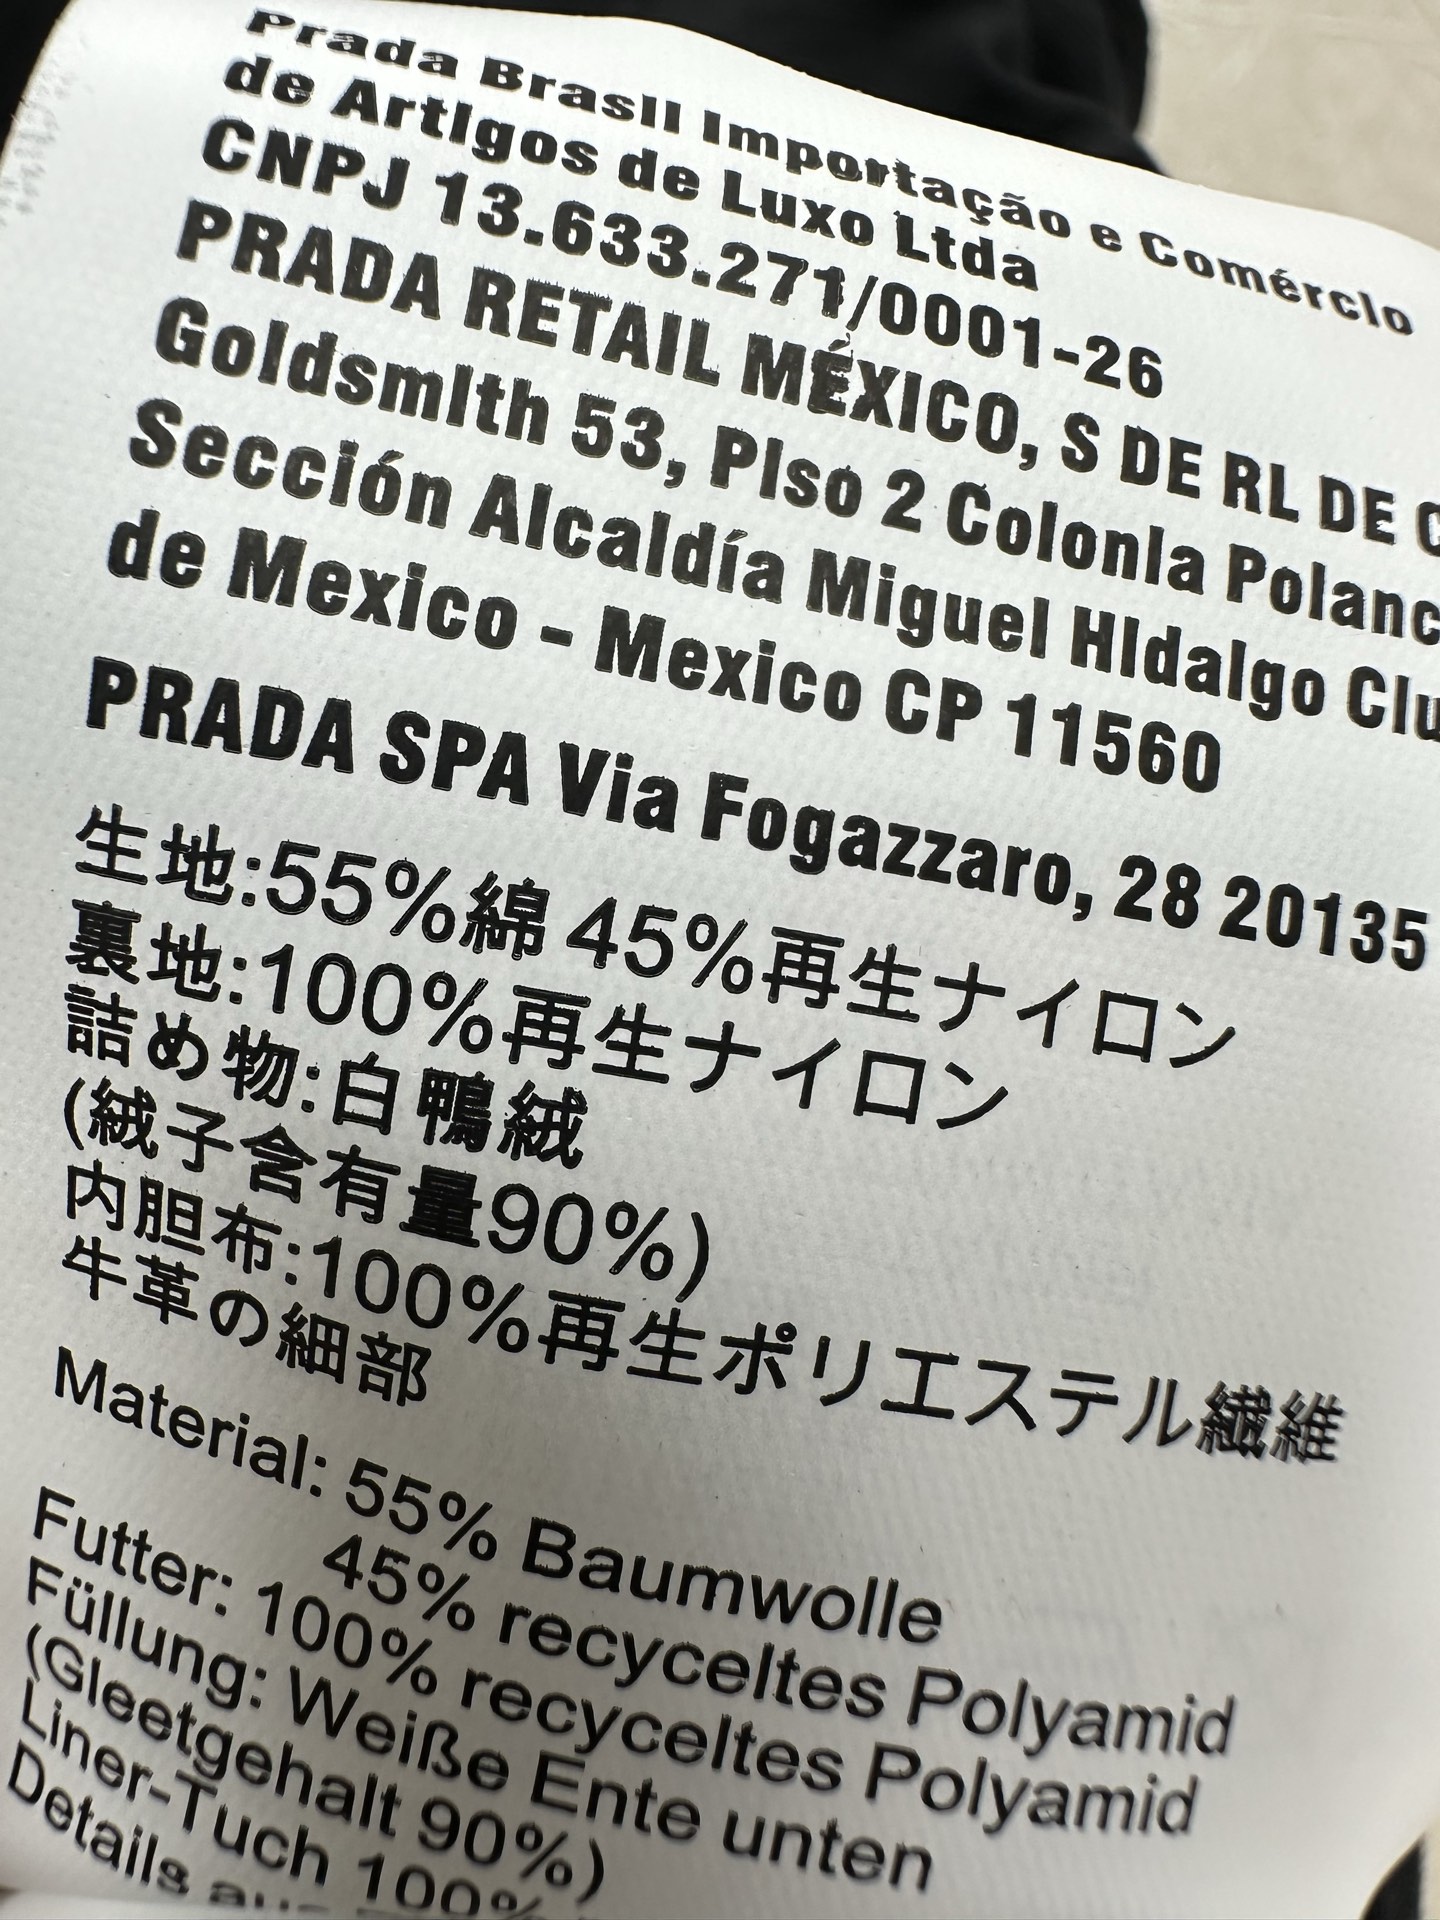 Prada Brasil Importação e Comércio
de Artigos de Luxo Ltda
CNPJ 13.633.271/0001-26
PRADA RETAIL MÉXICO, S DE RL DE C
Goldsmith 53, Piso 2 Colonia Polanc
Sección Alcaldía Miguel Hidalgo Ciu
de Mexico - Mexico CP 11560
PRADA SPA Via Fogazzaro, 28 20135
生地:55%綿 45%再生ナイロン
裏地:100%再生ナイロン
詰め物:白鴨絨
(絨子含有量90%)
内胆布:100%再生ポリエステル繊維
牛革の細部
Material: 55% Baumwolle
45% recyceltes Polyamid
Futter: 100% recyceltes Polyamid
Füllung: Weiße Ente unten
(Gleetgehalt 90%)
Liner-Tuch 100%
Details aus